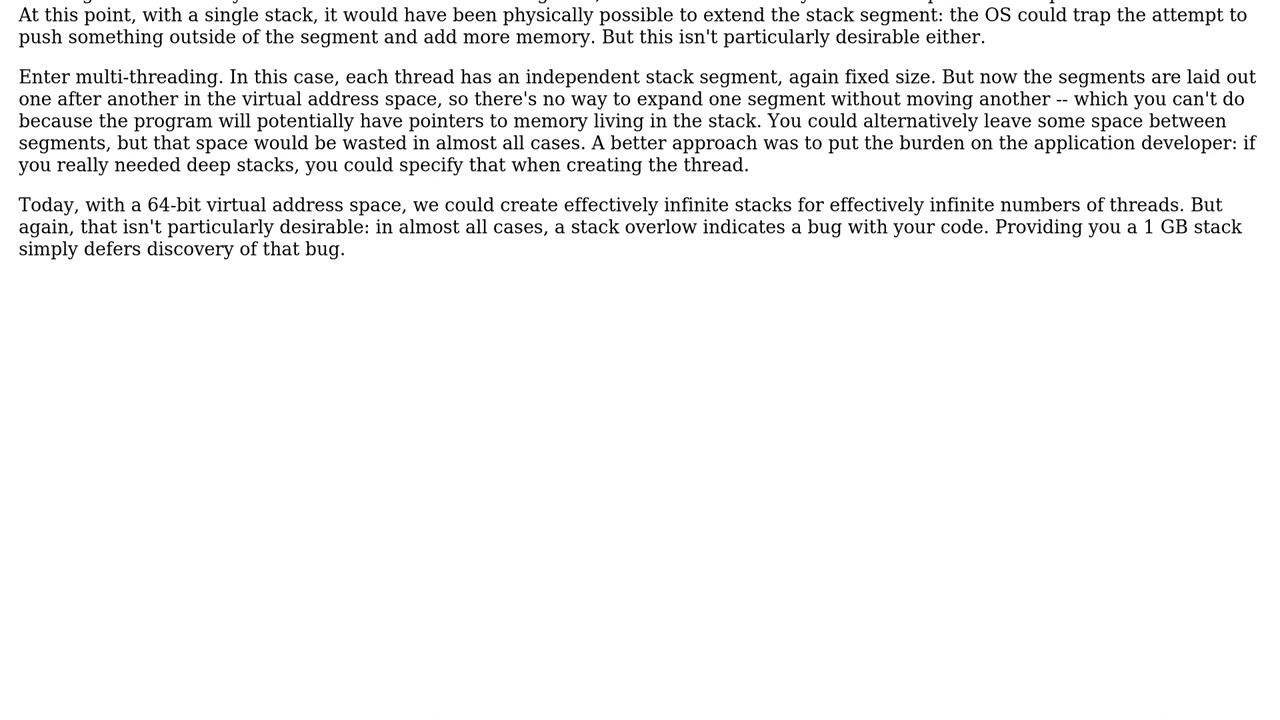 At this point, with a single stack, it would have been physically possible to extend the stack segment: the OS could trap the attempt to
push something outside of the segment and add more memory. But this isn't particularly desirable either.
Enter multi-threading. In this case, each thread has an independent stack segment, again fixed size. But now the segments are laid out
one after another in the virtual address space, so there's no way to expand one segment without moving another -- which you can't do
because the program will potentially have pointers to memory living in the stack. You could alternatively leave some space between
segments, but that space would be wasted in almost all cases. A better approach was to put the burden on the application developer: if
you really needed deep stacks, you could specify that when creating the thread.
Today, with a 64-bit virtual address space, we could create effectively infinite stacks for effectively infinite numbers of threads. But
again, that isn't particularly desirable: in almost all cases, a stack overlow indicates a bug with your code. Providing you a 1 GB stack
simply defers discovery of that bug.